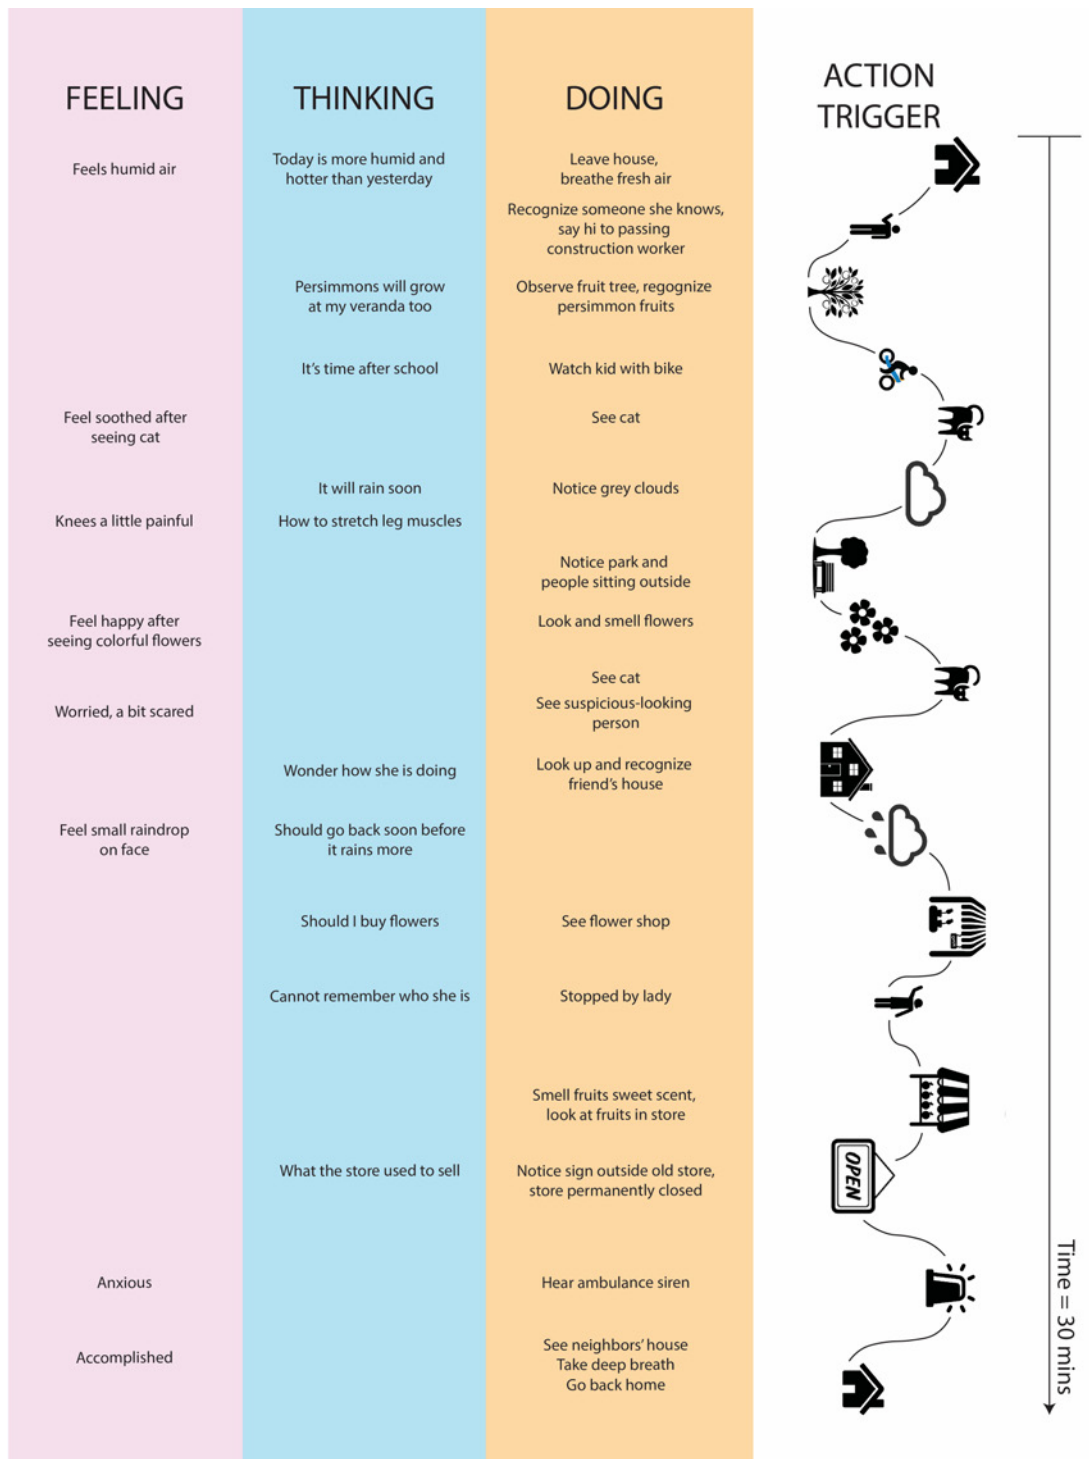 FEELING
THINKING
DOING
ACTION
TRIGGER
Feels humid air
Today is more humid and
hotter than yesterday
Leave house,
breathe fresh air
Recognize someone she knows,
say hi to passing
construction worker
Persimmons will grow
at my veranda too
Observe fruit tree, regognize
persimmon fruits
It's time after school
Watch kid with bike
Feel soothed after
seeing cat
See cat
It will rain soon
Notice grey clouds
Knees a little painful
How to stretch leg muscles
Notice park and
people sitting outside
Feel happy after
seeing colorful flowers
Look and smell flowers
See cat
Worried, a bit scared
See suspicious-looking
person
Wonder how she is doing
Look up and recognize
friend's house
Feel small raindrop
on face
Should go back soon before
it rains more
Should I buy flowers
See flower shop
Cannot remember who she is
Stopped by lady
Smell fruits sweet scent,
look at fruits in store
What the store used to sell
Notice sign outside old store,
store permanently closed
OPEN
Anxious
Hear ambulance siren
Accomplished
See neighbors' house
Take deep breath
Go back home
Time = 30 mins